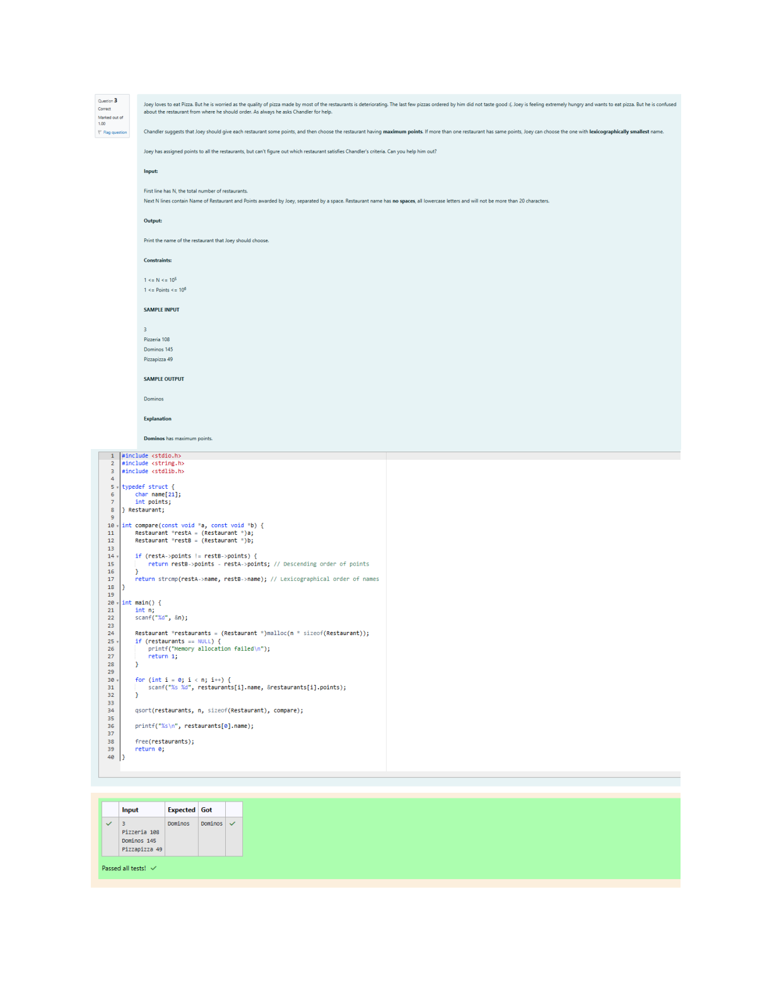 Question 3
Correct
Marked out of
1.00
Flag question
Joey loves to eat Pizza. But he is worried as the quality of pizza made by most of the restaurants is deteriorating. The last few pizzas ordered by him did not taste good :(. Joey is feeling extremely hungry and wants to eat pizza. But he is confused
about the restaurant from where he should order. As always he asks Chandler for help.
Chandler suggests that Joey should give each restaurant some points, and then choose the restaurant having maximum points. If more than one restaurant has same points, Joey can choose the one with lexicographically smallest name.
Joey has assigned points to all the restaurants, but can't figure out which restaurant satisfies Chandler's criteria. Can you help him out?
Input:
First line has N, the total number of restaurants.
Next N lines contain Name of Restaurant and Points awarded by Joey, separated by a space. Restaurant name has no spaces, all lowercase letters and will not be more than 20 characters.
Output:
Print the name of the restaurant that Joey should choose.
Constraints:
1 <= N <= 10⁵
1 <= Points <= 10⁶
SAMPLE INPUT
3
Pizzeria 108
Dominos 145
Pizzapizza 49
SAMPLE OUTPUT
Dominos
Explanation
Dominos has maximum points.
1 #include <stdio.h>
2 #include <string.h>
3 #include <stdlib.h>
4
5 typedef struct {
6     char name[21];
7     int points;
8 } Restaurant;
9
10 int compare(const void *a, const void *b) {
11     Restaurant *restA = (Restaurant *)a;
12     Restaurant *restB = (Restaurant *)b;
13
14     if (restA->points != restB->points) {
15         return restB->points - restA->points; // Descending order of points
16     }
17     return strcmp(restA->name, restB->name); // Lexicographical order of names
18 }
19
20 int main() {
21     int n;
22     scanf("%d", &n);
23
24     Restaurant *restaurants = (Restaurant *)malloc(n * sizeof(Restaurant));
25     if (restaurants == NULL) {
26         printf("Memory allocation failed\n");
27         return 1;
28     }
29
30     for (int i = 0; i < n; i++) {
31         scanf("%s %d", restaurants[i].name, &restaurants[i].points);
32     }
33
34     qsort(restaurants, n, sizeof(Restaurant), compare);
35
36     printf("%s\n", restaurants[0].name);
37
38     free(restaurants);
39     return 0;
40 }
Input Expected Got
3 Dominos Dominos
Pizzeria 108
Dominos 145
Pizzapizza 49
Passed all tests!